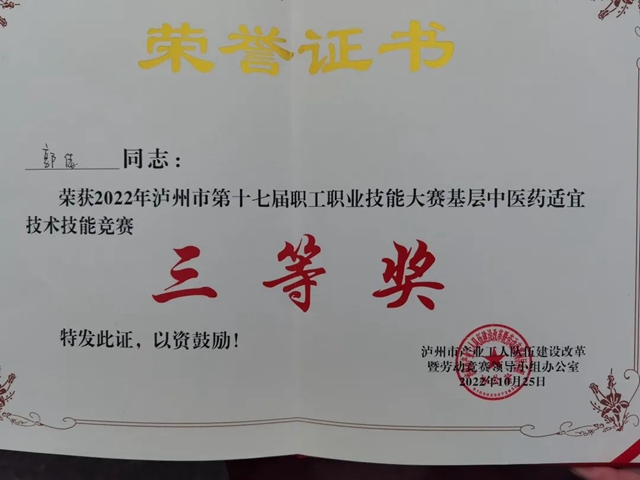 荣誉证书
郭 同志：
荣获2022年泸州市第十七届职工职业技能大赛基层中医药适宜
技术技能竞赛
三等奖
特发此证，以资鼓励！
泸州市产业工人队伍建设改革
暨劳动竞赛领导小组办公室
2022年10月25日